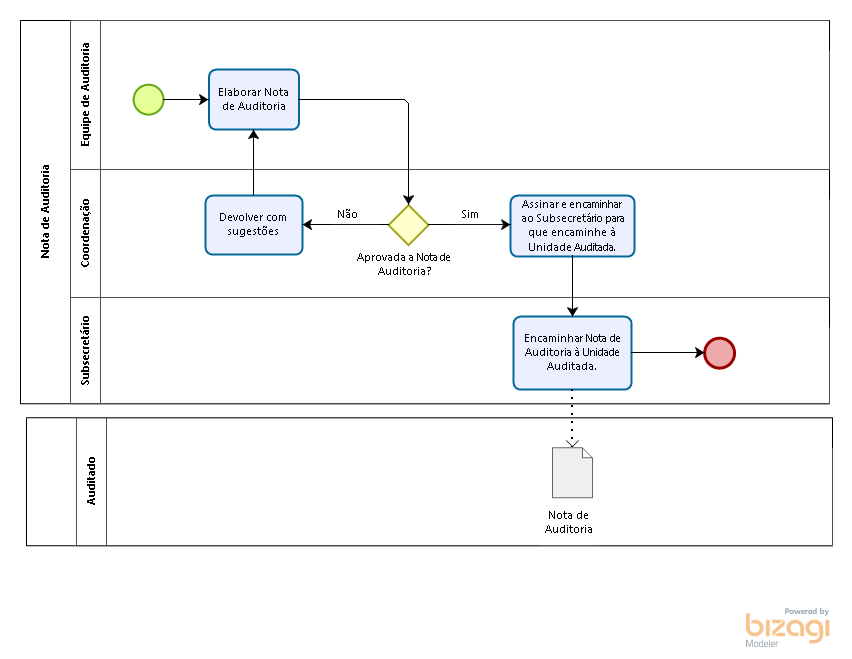 Nota de Auditoria
Equipe de Auditoria
Elaborar Nota
de Auditoria
Coordenação
Devolver com
sugestões
Não
Aprovada a Nota de
Auditoria?
Sim
Assinar e encaminhar
ao Subsecretário para
que encaminhe à
Unidade Auditada.
Subsecretário
Encaminhar Nota de
Auditoria à Unidade
Auditada.
Auditado
Nota de
Auditoria
Powered by
bizagi
Modeler